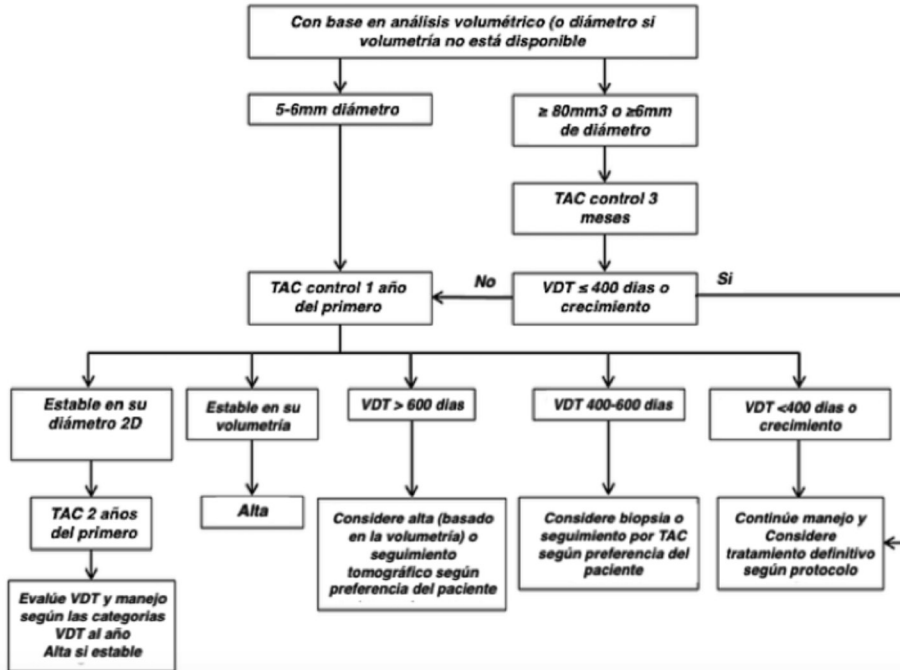 Con base en análisis volumétrico (o diámetro si
volumetría no está disponible
5-6mm diámetro
≥ 80mm3 o ≥6mm
de diámetro
TAC control 3
meses
TAC control 1 año
del primero
No
VDT ≤ 400 dias o
crecimiento
Si
Estable en su
diámetro 2D
Estable en su
volumetría
VDT > 600 dias
VDT 400-600 dias
VDT <400 dias o
crecimiento
TAC 2 años
del primero
Alta
Considere alta (basado
en la volumetría) o
seguimiento
tomográfico según
preferencia del paciente
Considere biopsia o
seguimiento por TAC
según preferencia del
paciente
Continúe manejo y
Considere
tratamiento definitivo
según protocolo
Evalúe VDT y manejo
según las categorias
VDT al año
Alta si estable